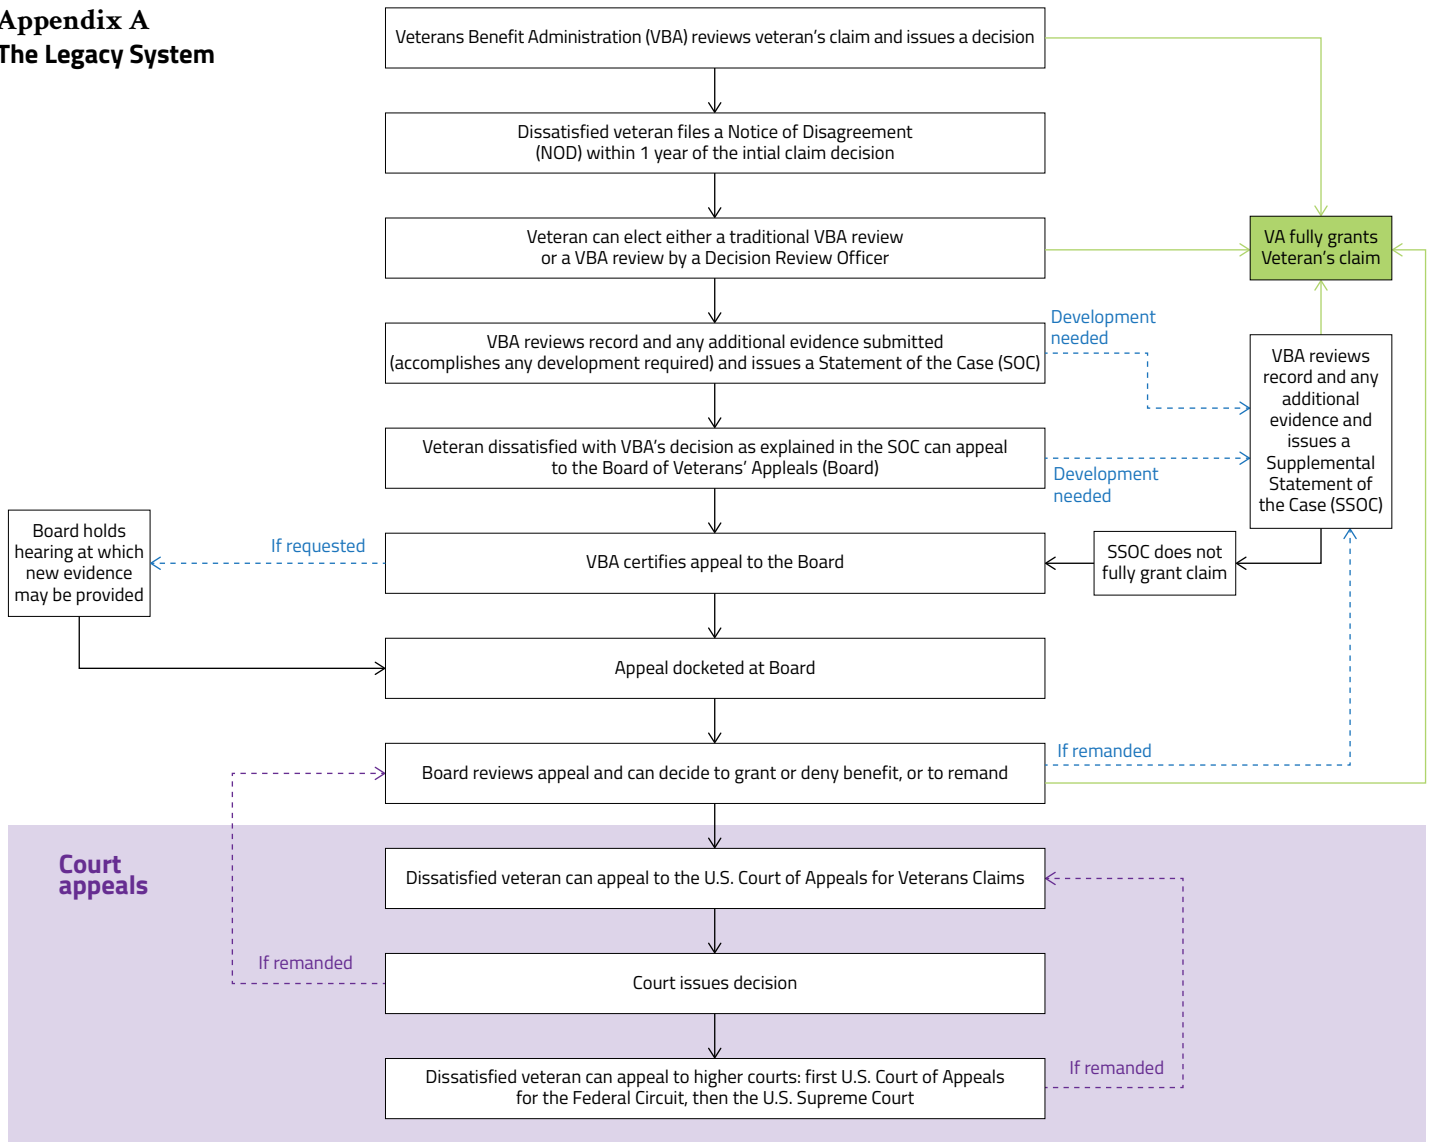 Appendix A
The Legacy System
Veterans Benefit Administration (VBA) reviews veteran's claim and issues a decision
Dissatisfied veteran files a Notice of Disagreement
(NOD) within 1 year of the intial claim decision
Veteran can elect either a traditional VBA review
or a VBA review by a Decision Review Officer
VA fully grants
Veteran's claim
VBA reviews record and any additional evidence submitted
(accomplishes any development required) and issues a Statement of the Case (SOC)
Development
needed
VBA reviews
record and any
additional
evidence and
issues a
Supplemental
Statement of
the Case (SSOC)
Veteran dissatisfied with VBA's decision as explained in the SOC can appeal
to the Board of Veterans' Appleals (Board)
Development
needed
Board holds
hearing at which
new evidence
may be provided
If requested
VBA certifies appeal to the Board
SSOC does not
fully grant claim
Appeal docketed at Board
Board reviews appeal and can decide to grant or deny benefit, or to remand
If remanded
Court
appeals
Dissatisfied veteran can appeal to the U.S. Court of Appeals for Veterans Claims
If remanded
Court issues decision
Dissatisfied veteran can appeal to higher courts: first U.S. Court of Appeals
for the Federal Circuit, then the U.S. Supreme Court
If remanded